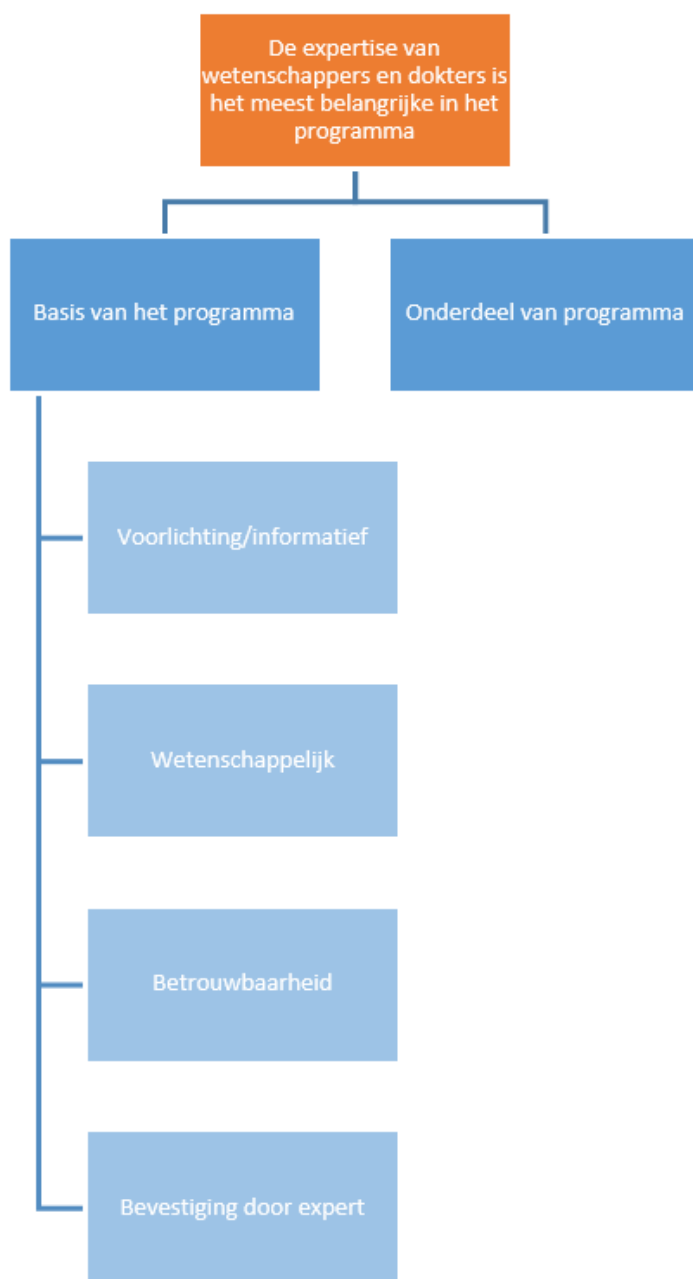 De expertise van
wetenschappers en dokters is
het meest belangrijke in het
programma
Basis van het programma
Onderdeel van programma
Voorlichting/informatief
Wetenschappelijk
Betrouwbaarheid
Bevestiging door expert